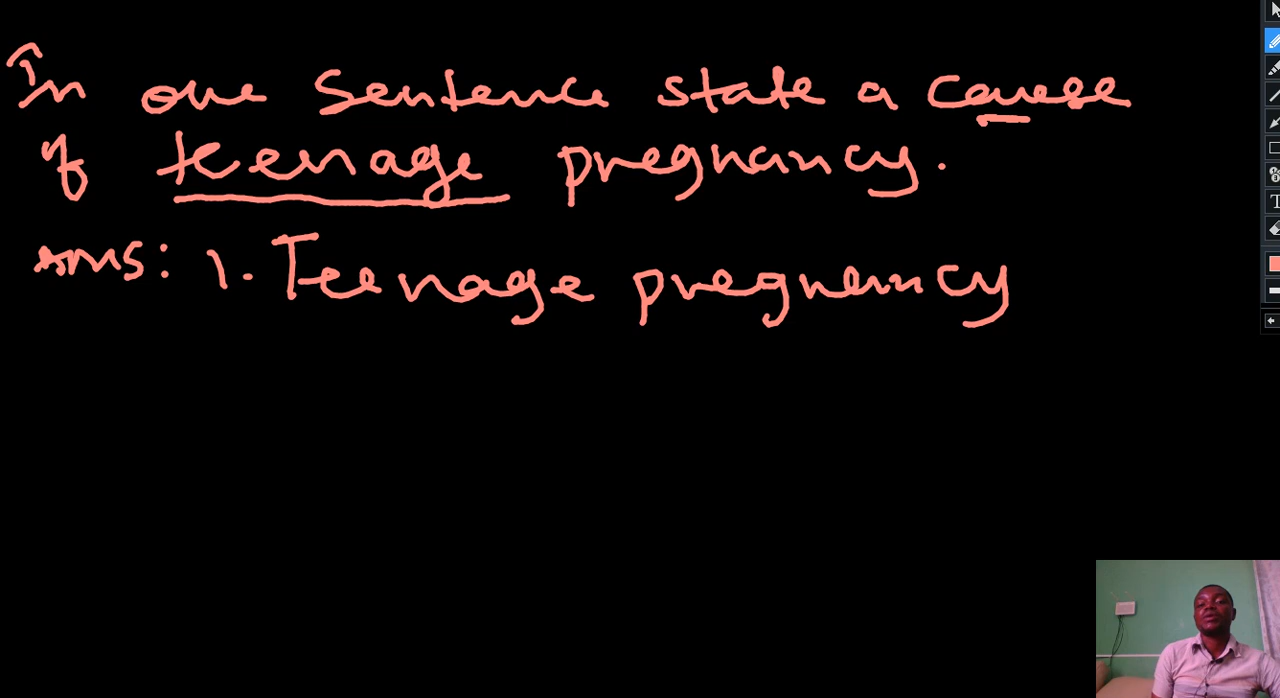 In one sentence state a cause
of teenage pregnancy.
Ans: 1. Teenage pregnancy